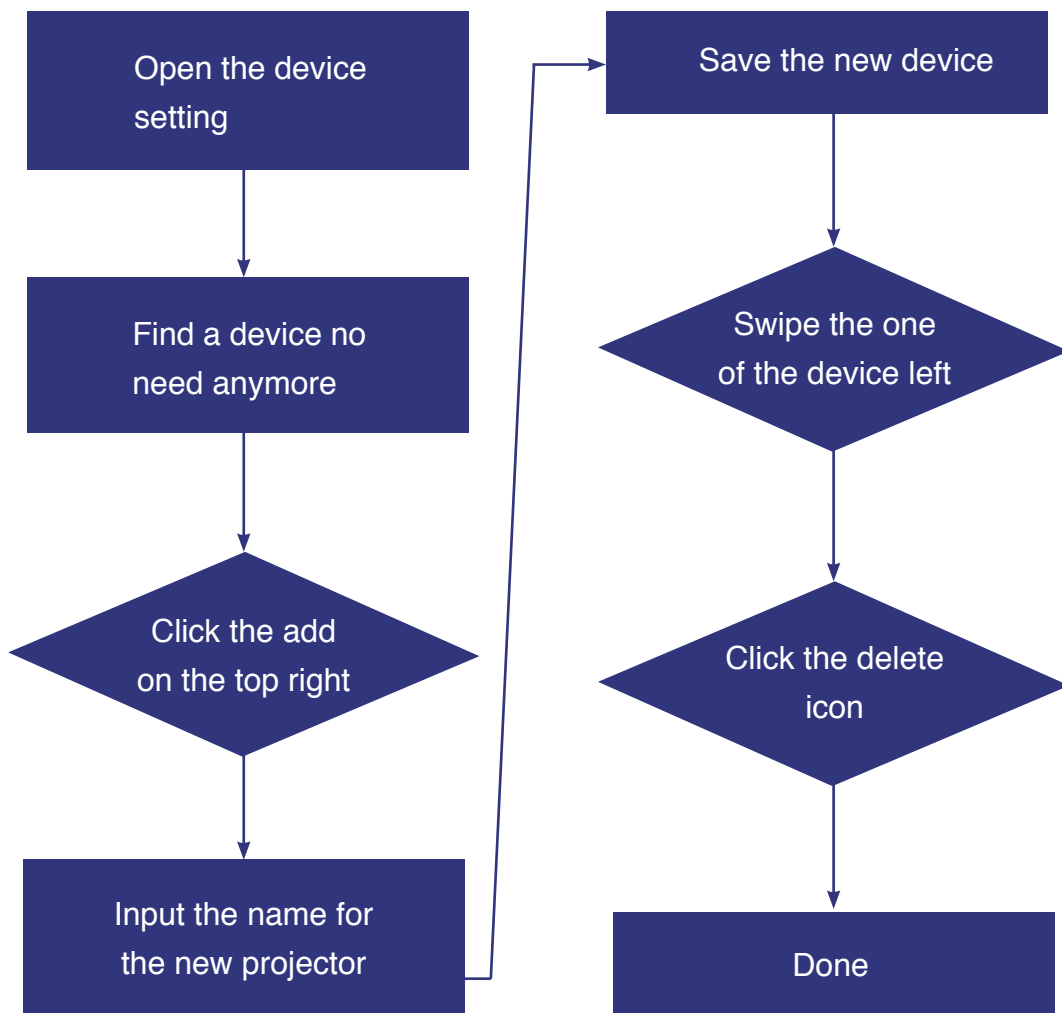 Open the device
setting
Find a device no
need anymore
Click the add
on the top right
Input the name for
the new projector
Save the new device
Swipe the one
of the device left
Click the delete
icon
Done